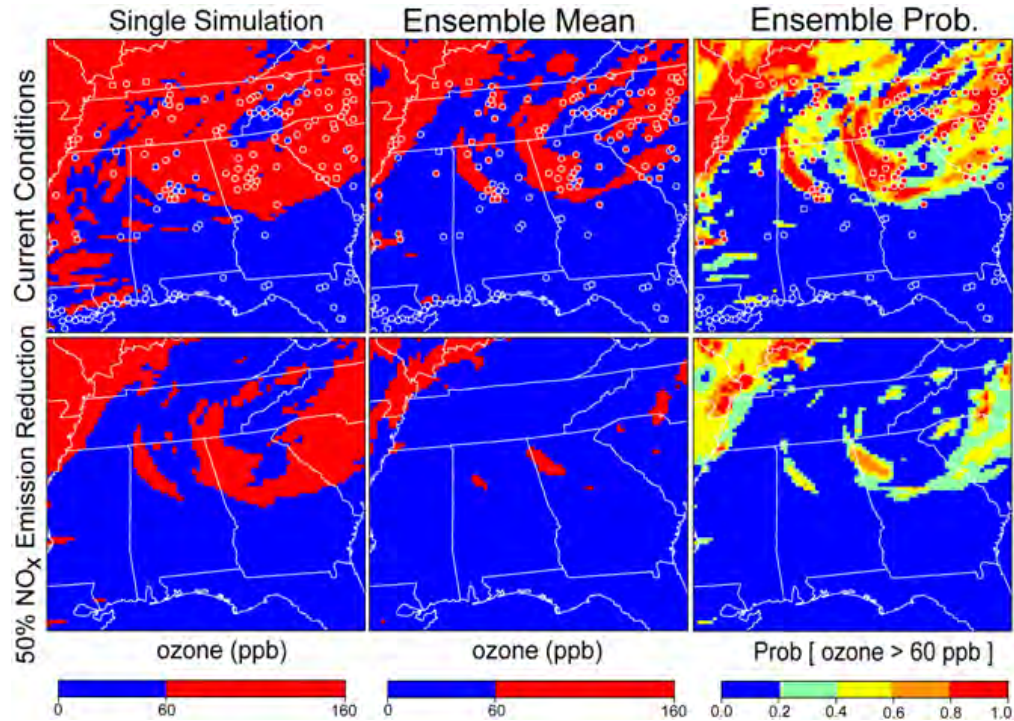 Single Simulation
Ensemble Mean
Ensemble Prob.
Current Conditions
50% NOx Emission Reduction
ozone (ppb)
ozone (ppb)
Prob [ ozone > 60 ppb ]
0 60 160
0 60 160
0.0 0.2 0.4 0.6 0.8 1.0